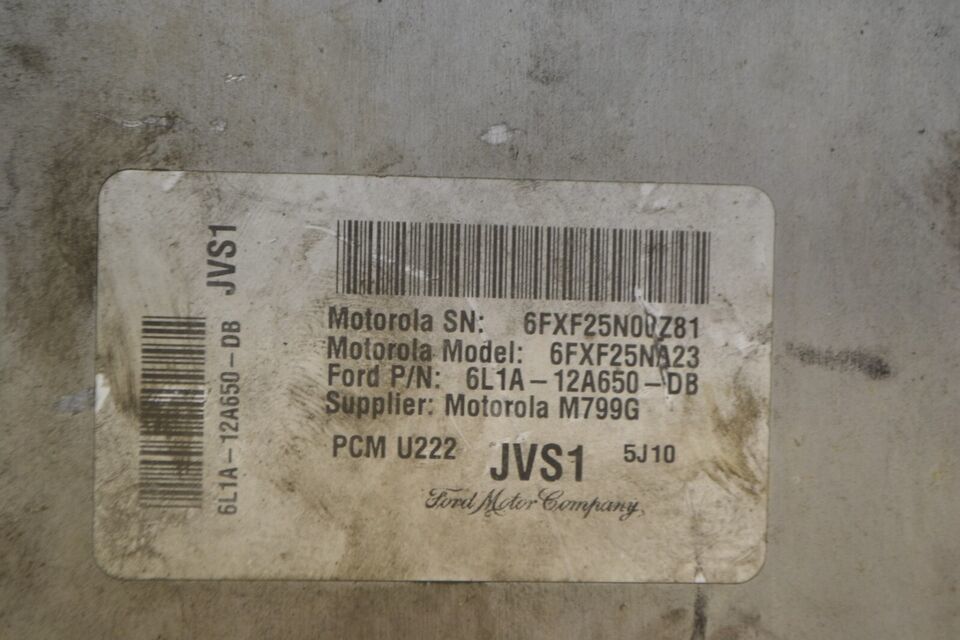 JVS1
6L1A-12A650-DB
Motorola SN: 6FXF25N00Z81
Motorola Model: 6FXF25NA23
Ford P/N: 6L1A-12A650-DB
Supplier: Motorola M799G
PCM U222 JVS1 5J10
Ford Motor Company,